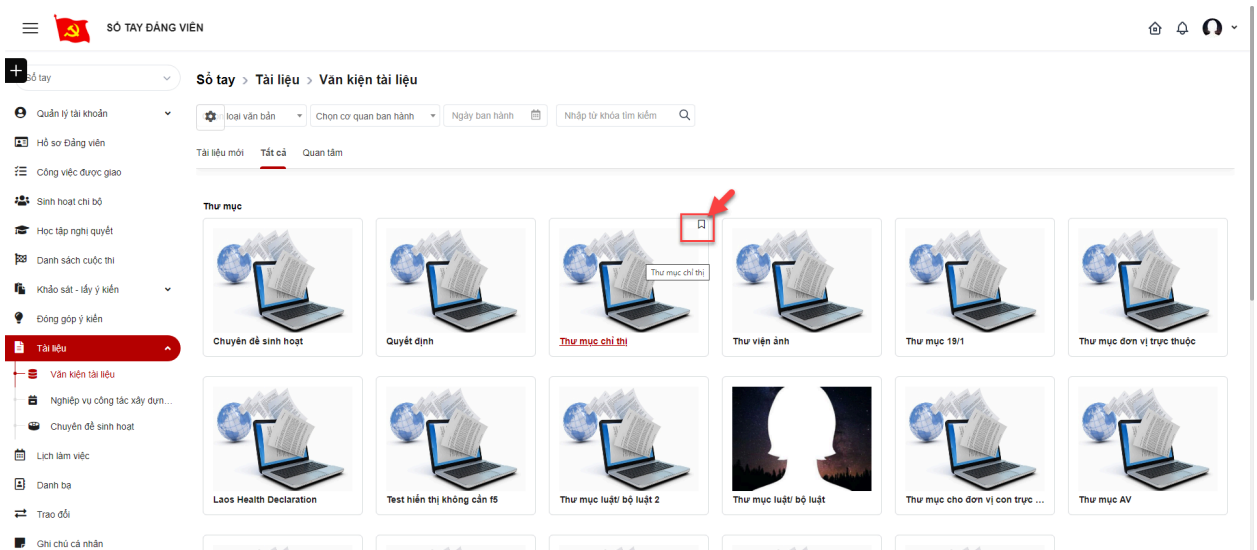 SỔ TAY ĐẢNG VIÊN
Sổ tay
Sổ tay > Tài liệu > Văn kiện tài liệu
loại văn bản
Chọn cơ quan ban hành
Ngày ban hành
Nhập từ khóa tìm kiếm
Tài liệu mới
Tất cả
Quan tâm
Quản lý tài khoản
Hồ sơ Đảng viên
Công việc được giao
Sinh hoạt chi bộ
Học tập nghị quyết
Danh sách cuộc thi
Khảo sát - lấy ý kiến
Đóng góp ý kiến
Tài liệu
Văn kiện tài liệu
Nghiệp vụ công tác xây dựn...
Chuyên đề sinh hoạt
Lịch làm việc
Danh bạ
Trao đổi
Ghi chú cá nhân
Thư mục
Thư mục chỉ thị
Chuyên đề sinh hoạt
Quyết định
Thư mục chỉ thị
Thư viện ảnh
Thư mục 19/1
Thư mục đơn vị trực thuộc
Laos Health Declaration
Test hiển thị không cần f5
Thư mục luật/ bộ luật 2
Thư mục luật/ bộ luật
Thư mục cho đơn vị con trực ...
Thư mục AV